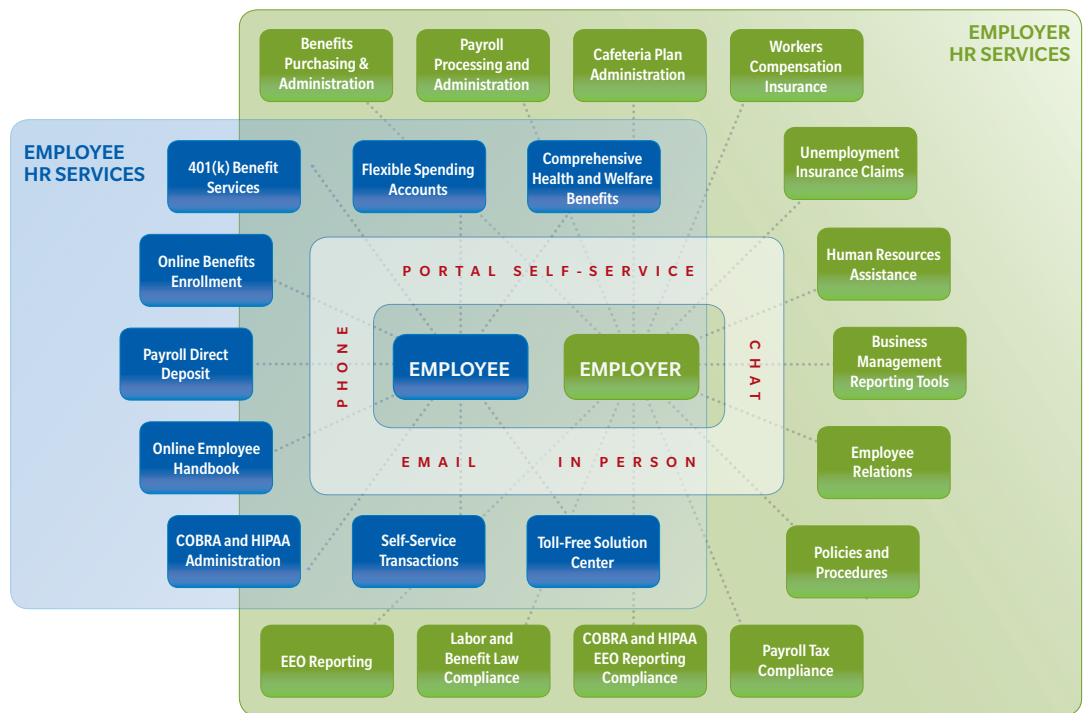 EMPLOYER
HR SERVICES
Benefits
Purchasing &
Administration
Payroll
Processing and
Administration
Cafeteria Plan
Administration
Workers
Compensation
Insurance
EMPLOYEE
HR SERVICES
401(k) Benefit
Services
Flexible Spending
Accounts
Comprehensive
Health and Welfare
Benefits
Unemployment
Insurance Claims
Online Benefits
Enrollment
Human Resources
Assistance
PORTAL SELF-SERVICE
Payroll Direct
Deposit
PHONE
EMPLOYEE
EMPLOYER
CHAT
Business
Management
Reporting Tools
Online Employee
Handbook
EMAIL
IN PERSON
Employee
Relations
COBRA and HIPAA
Administration
Self-Service
Transactions
Toll-Free Solution
Center
Policies and
Procedures
EEO Reporting
Labor and
Benefit Law
Compliance
COBRA and HIPAA
EEO Reporting
Compliance
Payroll Tax
Compliance